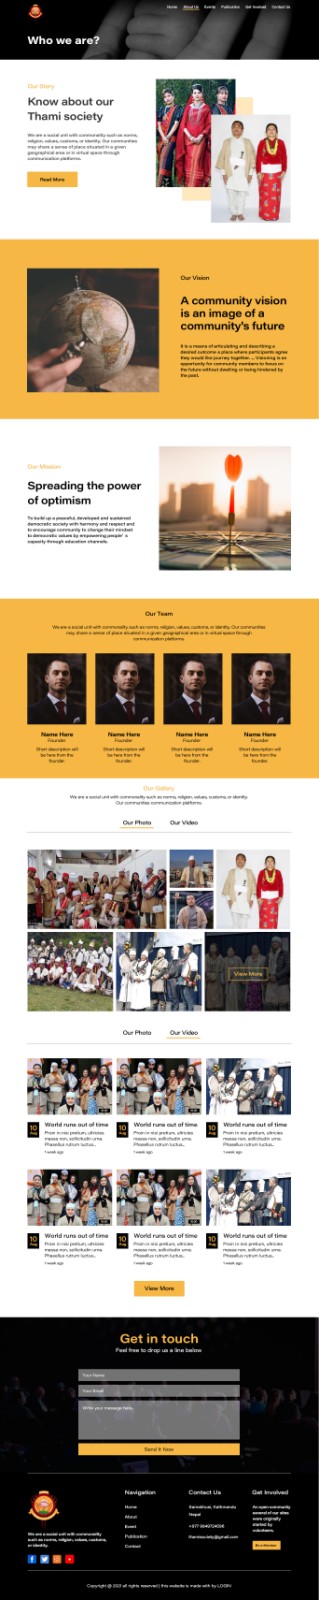 Home About Us Events Publication Get Involved Contact Us
Who we are?
Our Story
Know about our
Thami society
We are a social unit with commonality such as norms,
religion, values, customs, or identity. Our communities
may share a sense of place situated in a given
geographical area or in virtual space through
communication platforms.
Read More
Our Vision
A community vision
is an image of a
community's future
It is a means of articulating and describing a
desired outcome a place where participants agree
they would like journey together. ... Visioning is an
opportunity for community members to focus on
the future without dwelling or being hindered by
the past.
Our Mission
Spreading the power
of optimism
To build up a peaceful, developed and sustained
democratic society with harmony and respect and
to encourage community to change their mindset
to democratic values by empowering people' s
capacity through education channels.
Our Team
We are a social unit with commonality such as norms, religion, values, customs, or identity. Our communities
may share a sense of place situated in a given geographical area or in virtual space through
communication platforms.
Name Here Name Here Name Here Name Here
Founder Founder Founder Founder
Short description will Short description will Short description will Short description will
be here from the be here from the be here from the be here from the
founder. founder. founder. founder.
Our Gallery
We are a social unit with commonality such as norms, religion, values, customs, or identity.
Our communities communication platforms.
Our Photo Our Video
View More
Our Photo Our Video
10 World runs out of time 10 World runs out of time 10 World runs out of time
Aug Proin in nisi pretium, ultricies Aug Proin in nisi pretium, ultricies Aug Proin in nisi pretium, ultricies
massa non, sollicitudin urna. massa non, sollicitudin urna. massa non, sollicitudin urna.
Phasellus rutrum luctus... Phasellus rutrum luctus... Phasellus rutrum luctus...
1 week ago 1 week ago 1 week ago
10 World runs out of time 10 World runs out of time 10 World runs out of time
Aug Proin in nisi pretium, ultricies Aug Proin in nisi pretium, ultricies Aug Proin in nisi pretium, ultricies
massa non, sollicitudin urna. massa non, sollicitudin urna. massa non, sollicitudin urna.
Phasellus rutrum luctus... Phasellus rutrum luctus... Phasellus rutrum luctus...
1 week ago 1 week ago 1 week ago
View More
Get in touch
Feel free to drop us a line below
Your Name
Your Email
Write your message here..
Send It Now
Navigation Contact Us Get Involved
Home
About
Event
Publication
Contact
Kathmandu
Nepal
An open community
several of our sites
were originally
started by
volunteers.
We are a social unit with commonality
such as norms, religion, values, customs,
or identity.
Copyright @ 2021 all rights reserved | this website is made with by LOGIN